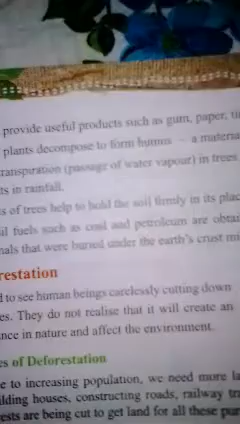 provide useful products such as gum, paper,
plants decompose to form humus – a materia
ranspiration (passage of water vapour) in trees
ts in rainfall.
s of trees help to hold the soil firmly in its plac
il fuels such as coal and petroleum are obtai
nals that were buried under the earth's crust mi
restation
d to see human beings carelessly cutting down
es. They do not realise that it will create an
nce in nature and affect the environment.
es of Deforestation
e to increasing population, we need more la
ilding houses, constructing roads, railway tra
ests are being cut to get land for all these pur